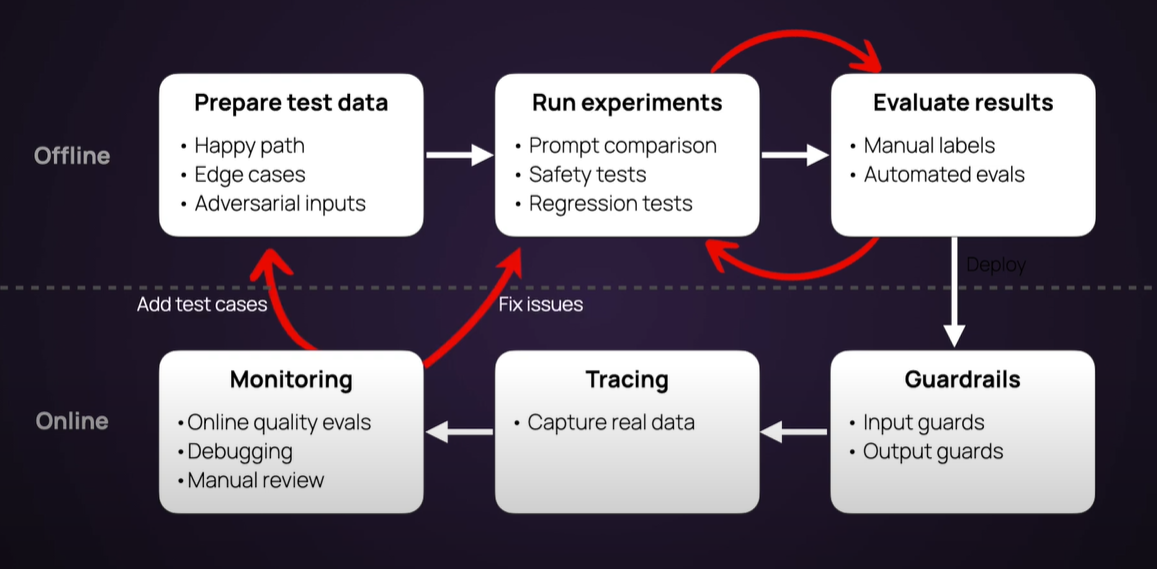 Offline
Prepare test data
• Happy path
• Edge cases
• Adversarial inputs
Run experiments
• Prompt comparison
• Safety tests
• Regression tests
Evaluate results
• Manual labels
• Automated evals
Deploy
Add test cases
Fix issues
Online
Monitoring
• Online quality evals
• Debugging
• Manual review
Tracing
• Capture real data
Guardrails
• Input guards
• Output guards